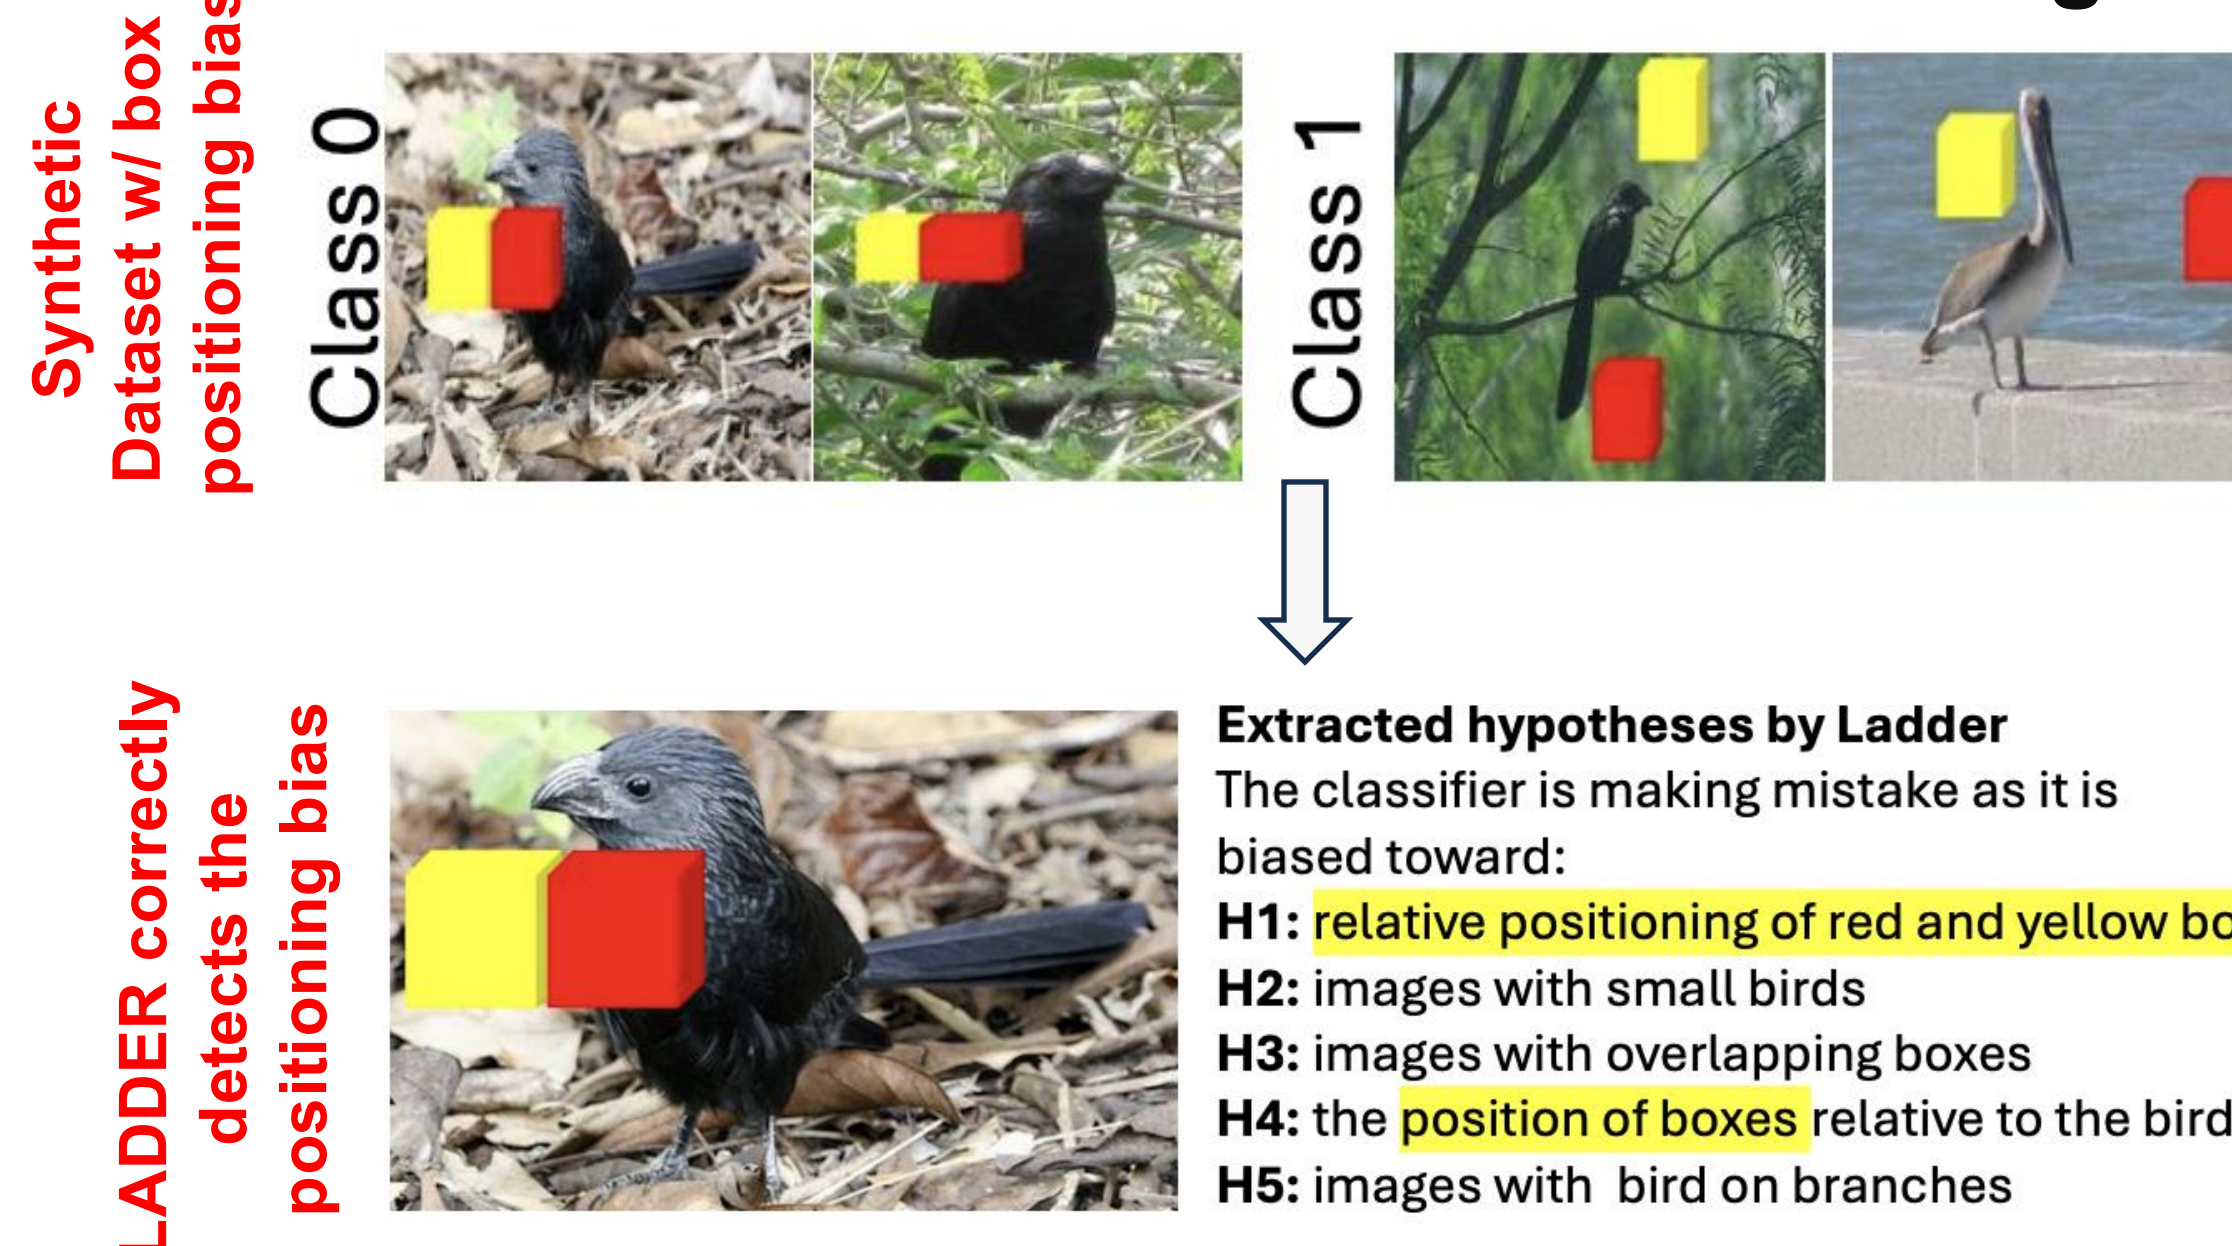 Synthetic
Dataset w/ box
positioning bias
Class 0
Class 1
LADDER correctly
detects the
positioning bias
Extracted hypotheses by Ladder
The classifier is making mistake as it is
biased toward:
H1: relative positioning of red and yellow
H2: images with small birds
H3: images with overlapping boxes
H4: the position of boxes relative to the bird
H5: images with bird on branches